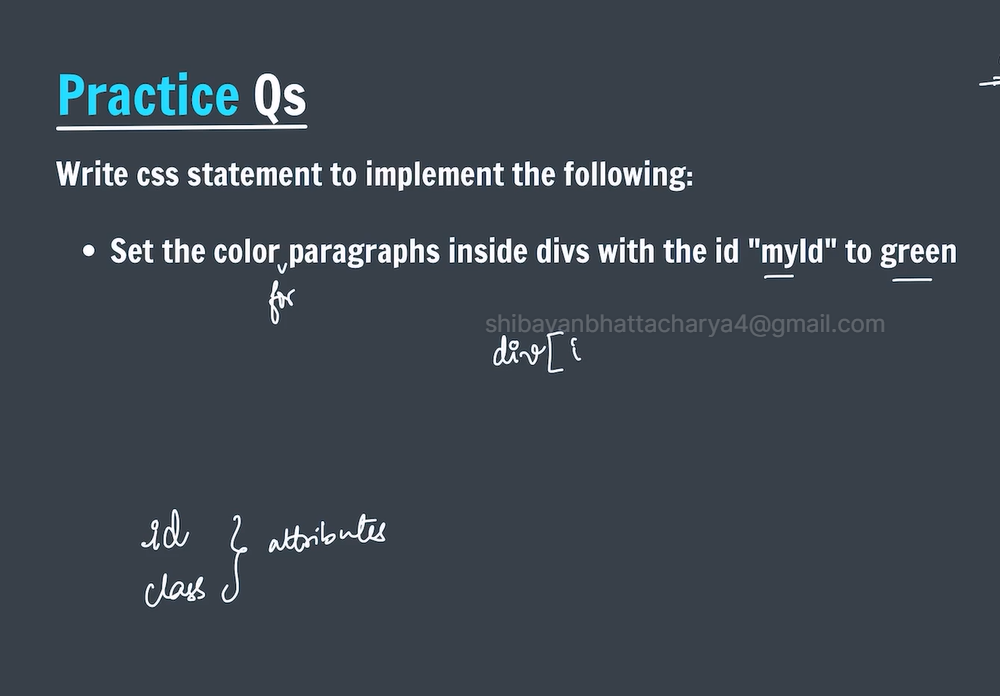 Practice Qs
Write css statement to implement the following:
• Set the color paragraphs inside divs with the id "myId" to green
for
shibayanbhattacharya4@gmail.com
div[i
id
class } attributes